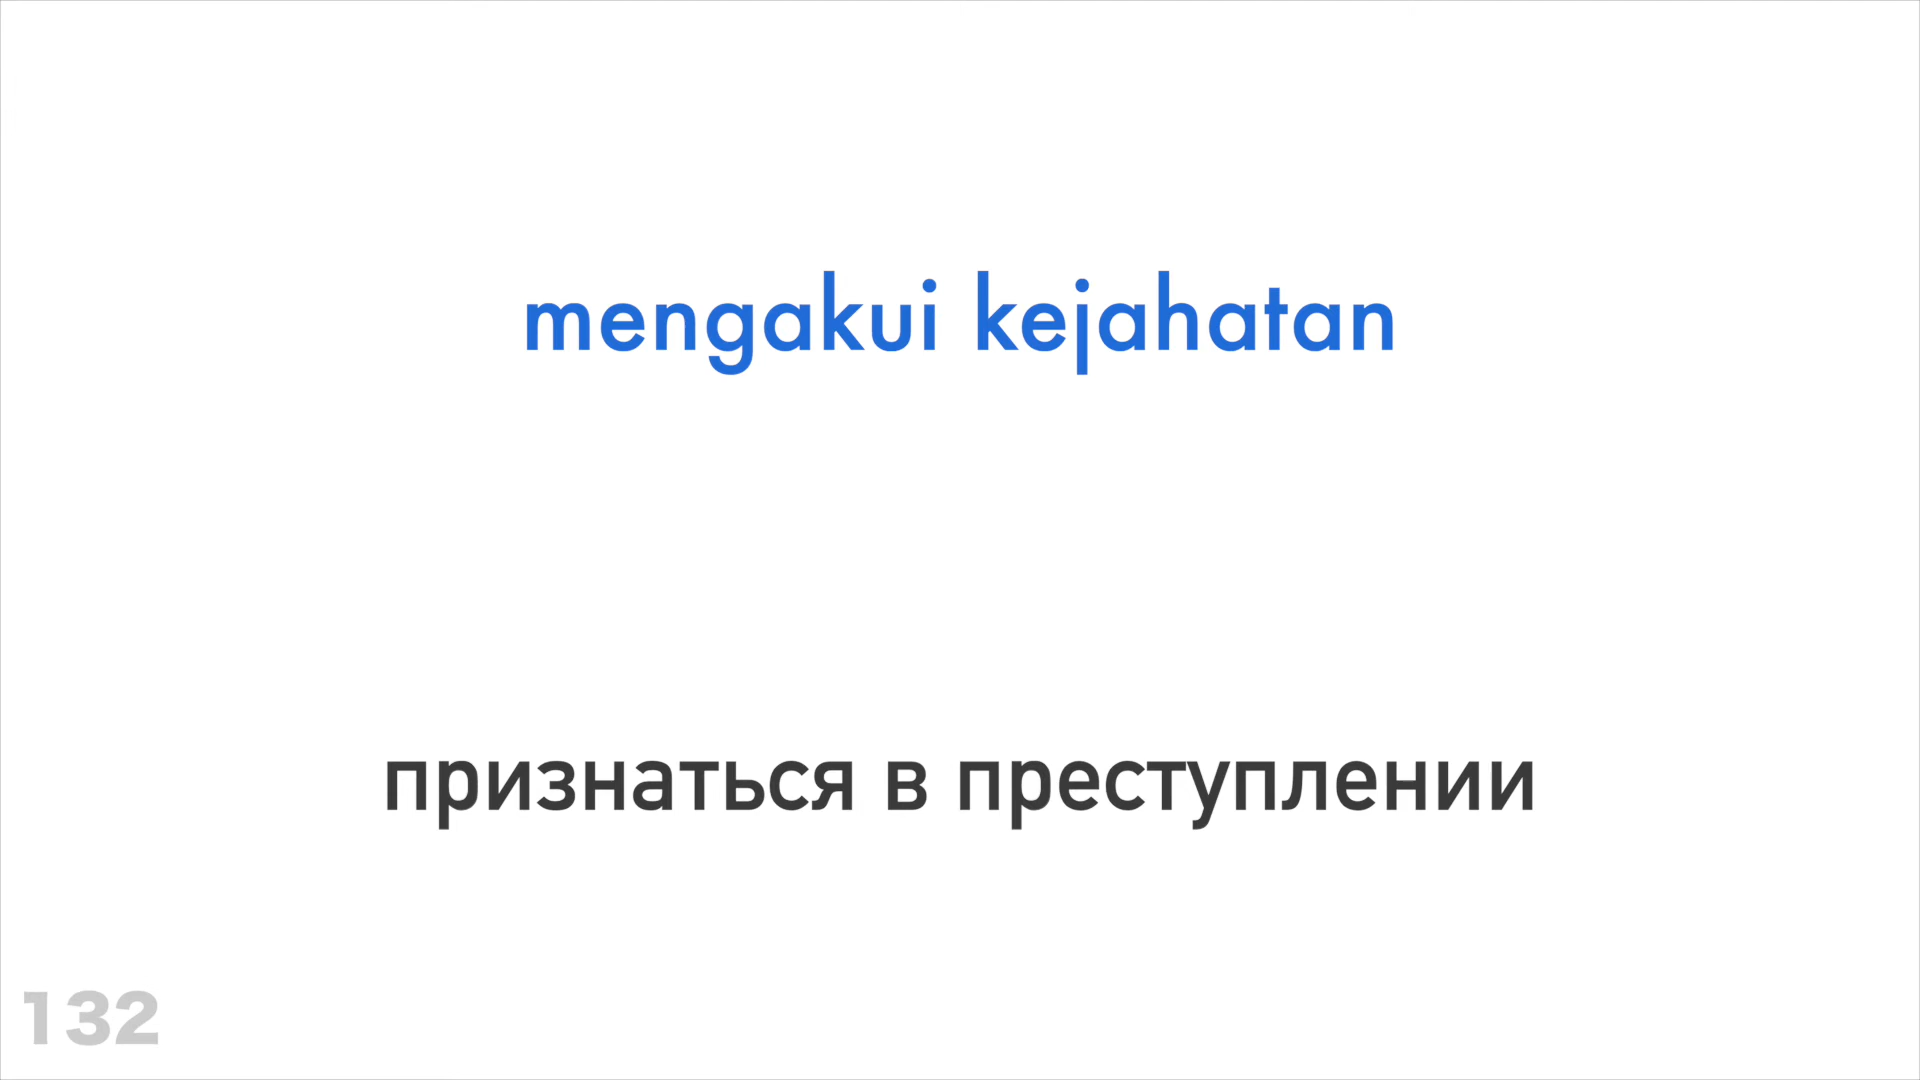 mengakui kejahatan
признаться в преступлении
132